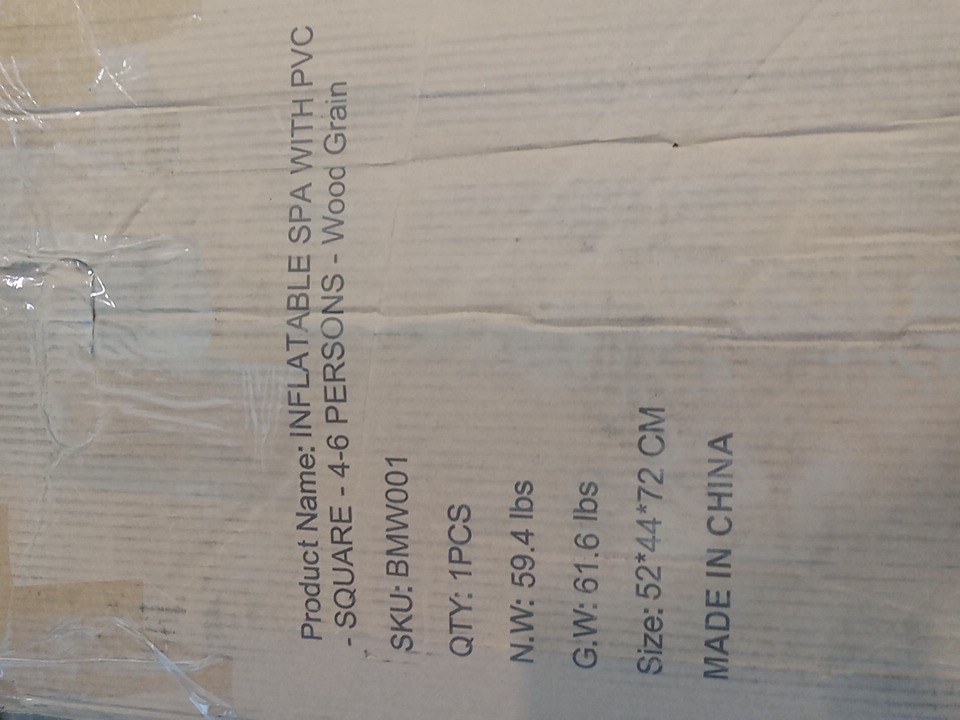 Product Name: INFLATABLE SPA WITH PVC
- SQUARE - 4-6 PERSONS - Wood Grain
SKU: BMW001
QTY: 1PCS
N.W: 59.4 lbs
G.W: 61.6 lbs
Size: 52*44*72 CM
MADE IN CHINA